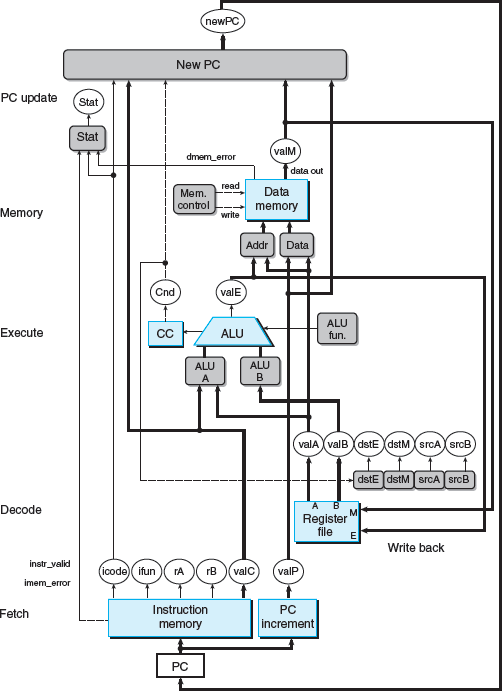 newPC
New PC
PC update
Stat
Stat
valM
dmem_error
data out
read
Mem.
control
Data
memory
write
Memory
Addr
Data
Cnd
valE
Execute
CC
ALU
ALU
fun.
ALU
A
ALU
B
valA
valB
dstE
dstM
srcA
srcB
dstE
dstM
srcA
srcB
Decode
A
B
M
Register
file
E
Write back
instr_valid
imem_error
icode
ifun
rA
rB
valC
valP
Fetch
Instruction
memory
PC
increment
PC